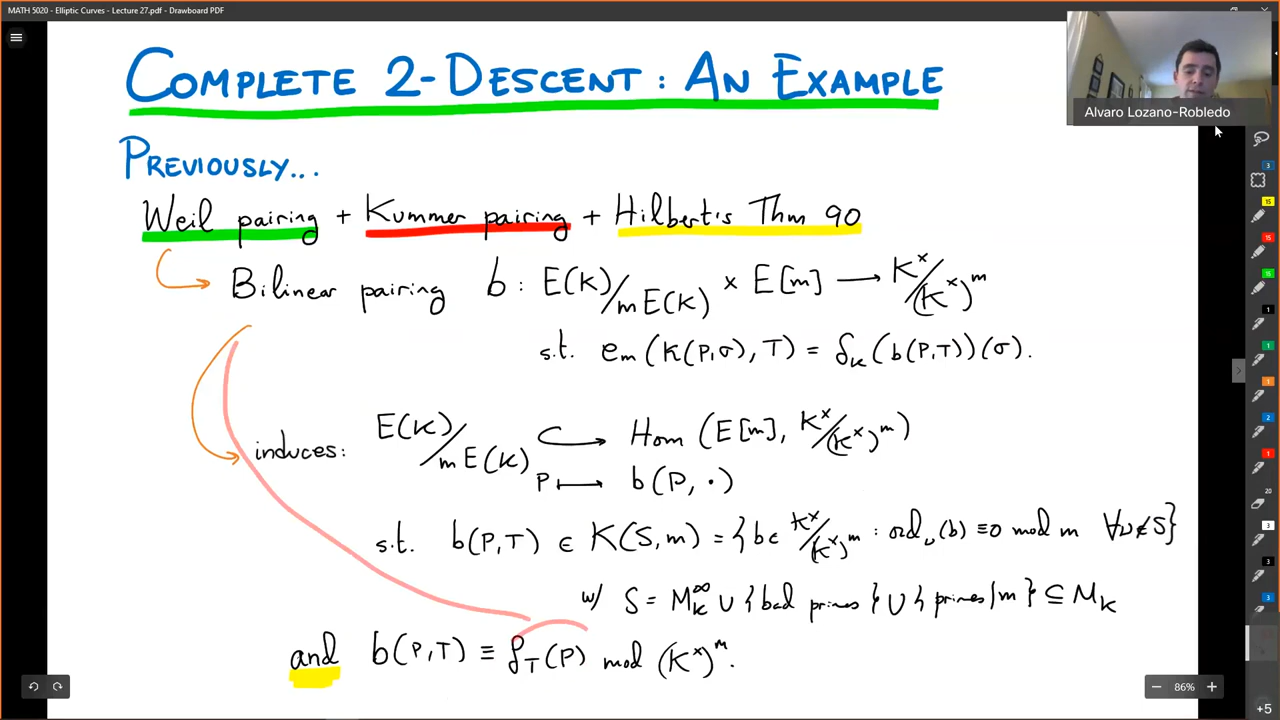 MATH 5020 - Elliptic Curves - Lecture 27.pdf - Drawboard PDF
Alvaro Lozano-Robledo
COMPLETE 2-DESCENT : AN EXAMPLE
PREVIOUSLY...
Weil pairing + Kummer pairing + Hilbert's Thm 90
Bilinear pairing b : E(K)/mE(K) × E[m] → K^×/(K^×)^m
s.t. e_m (K(P,σ), T) = δ_K (b(P,T))(σ).
induces: E(K)/mE(K) ↪ Hom (E[m], K^×/(K^×)^m)
P ↦ b(P, ·)
s.t. b(P,T) ∈ K(S,m) = {b ∈ K^×/(K^×)^m : ord_v(b) ≡ 0 mod m ∀v∉S}
w/ S = M_K^∞ ∪ {bad primes} ∪ {primes/m} ⊆ M_K
and b(P,T) ≡ f_T(P) mod (K^×)^m.
86%
+5